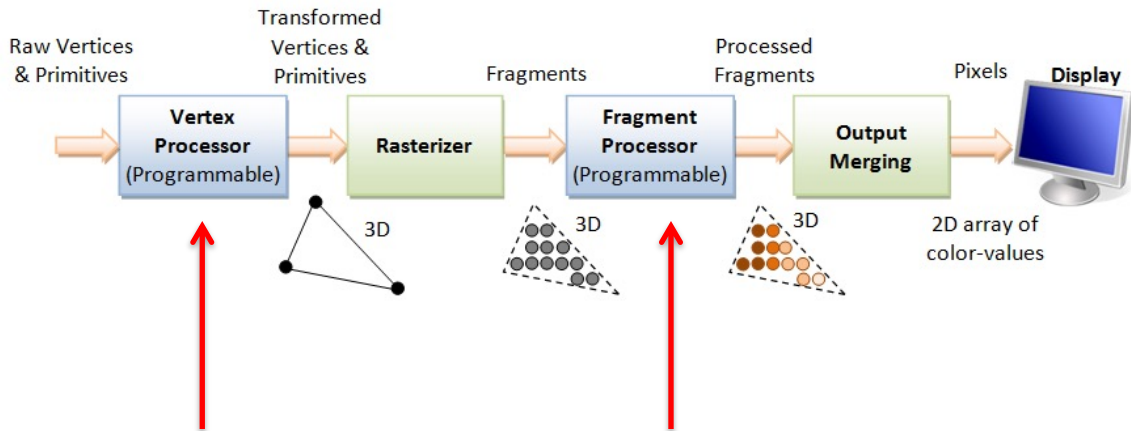 Raw Vertices
& Primitives
Transformed
Vertices &
Primitives
Fragments
Processed
Fragments
Pixels
Display
Vertex
Processor
(Programmable)
Rasterizer
Fragment
Processor
(Programmable)
Output
Merging
3D
3D
3D
2D array of
color-values